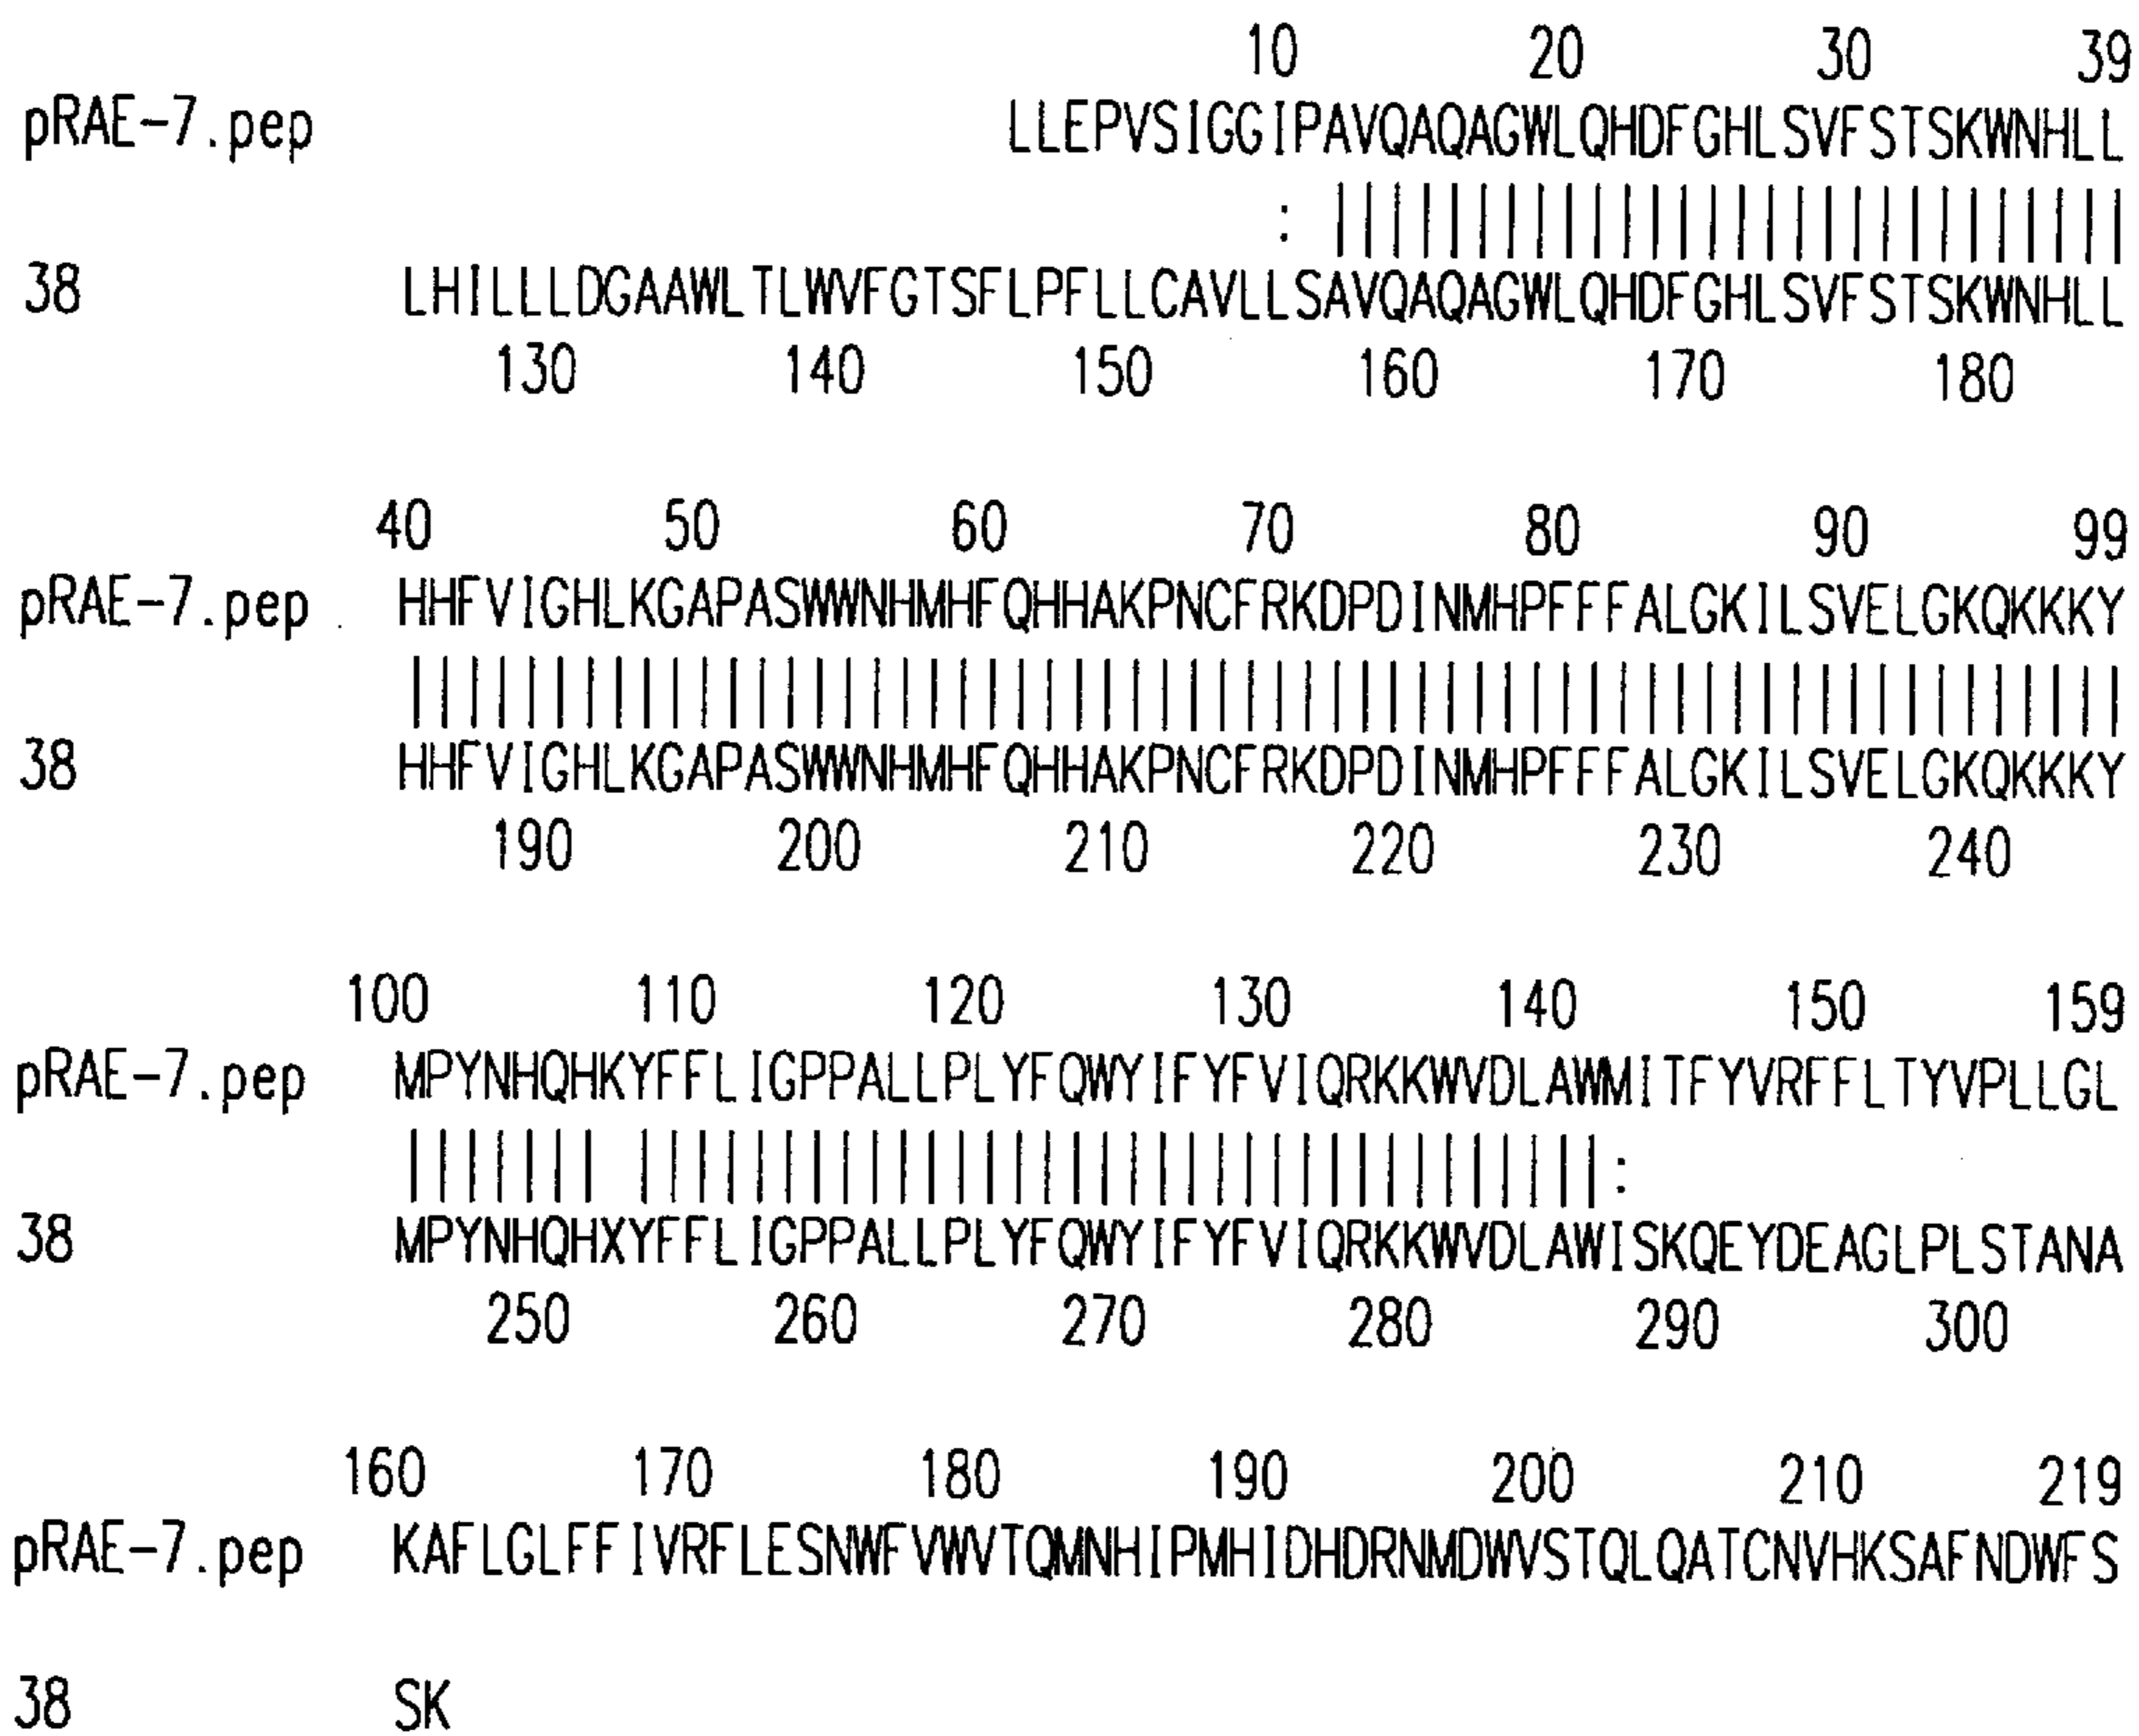 10 20 30 39
pRAE-7.pep LLEPVSIGGIPAVQAQAGWLQHDFGHLSVFSTSKWNHLL
: |||||||||||||||||||||||||||
38 LHILLLDGAAWLTLWVFGTSFLPFLLCAVLLSAVQAQAGWLQHDFGHLSVFSTSKWNHLL
130 140 150 160 170 180
40 50 60 70 80 90 99
pRAE-7.pep HHFVIGHLKGAPASWWNHMHFQHHAKPNCFRKDPDINMHPFFFALGKILSVELGKQKKKY
||||||||||||||||||||||||||||||||||||||||||||||||||||||||||||
38 HHFVIGHLKGAPASWWNHMHFQHHAKPNCFRKDPDINMHPFFFALGKILSVELGKQKKKY
190 200 210 220 230 240
100 110 120 130 140 150 159
pRAE-7.pep MPYNHQHKYFFLIGPPALLPLYFQWYIFYFVIQRKKWVDLAWMITFYVRFFLTYVPLLGL
||||||| ||||||||||||||||||||||||||||||||||:
38 MPYNHQHXYFFLIGPPALLPLYFQWYIFYFVIQRKKWVDLAWISKQEYDEAGLPLSTANA
250 260 270 280 290 300
160 170 180 190 200 210 219
pRAE-7.pep KAFLGLFFIVRFLESNWFVWVTQMNHIPMHIDHDRNMDWVSTQLQATCNVHKSAFNDWFS
38 SK